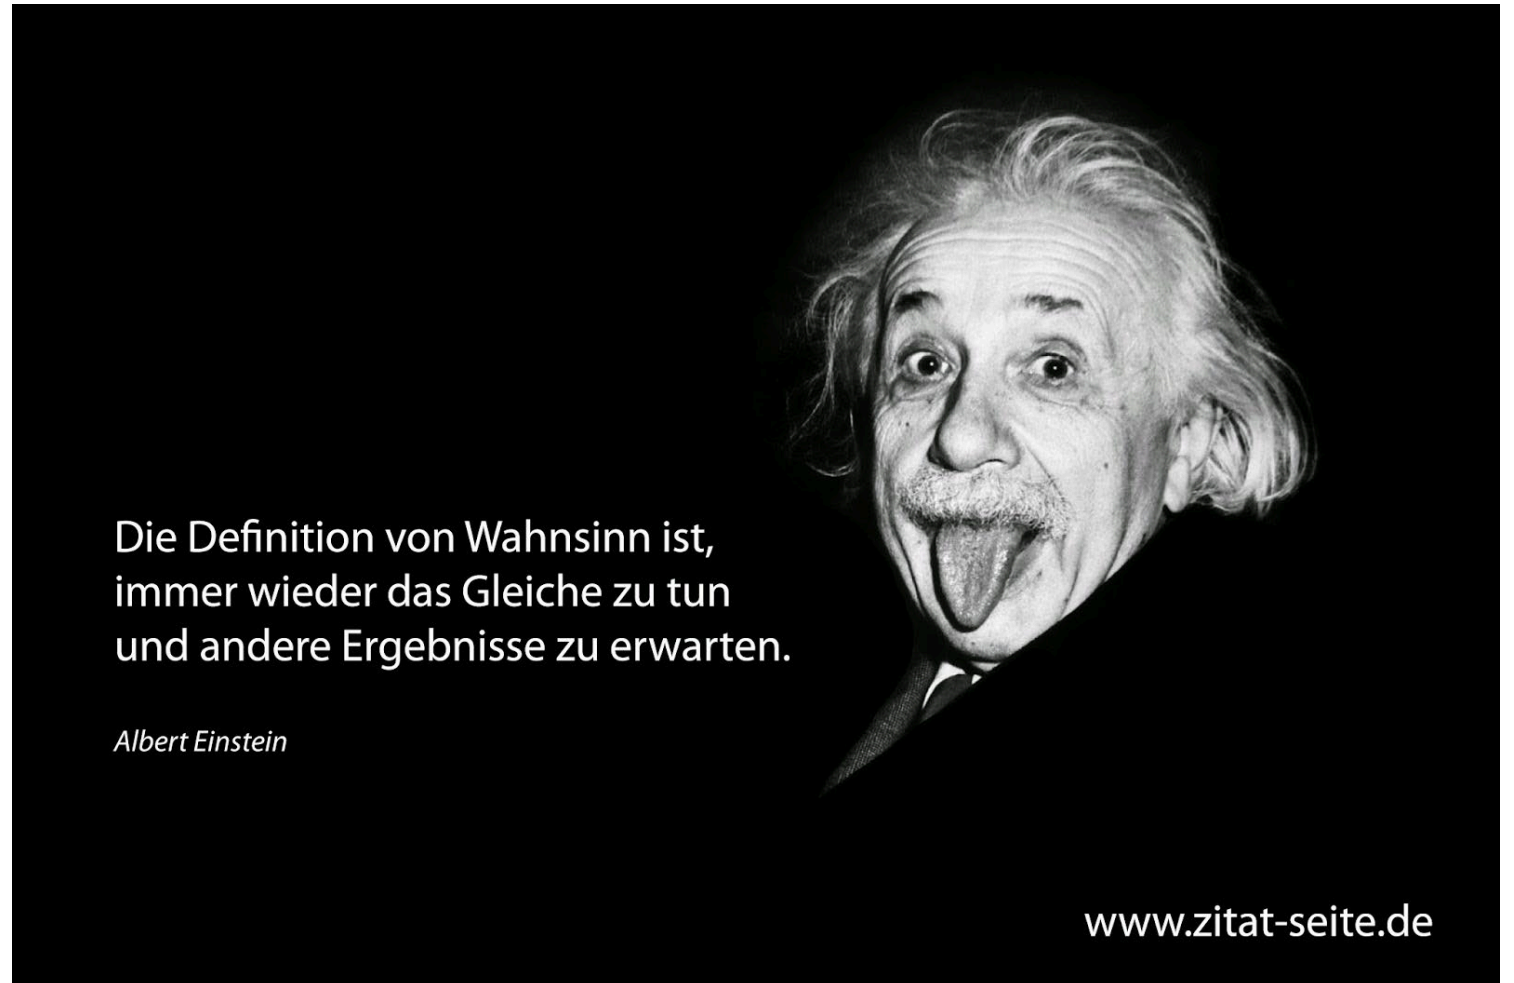 Die Definition von Wahnsinn ist,
immer wieder das Gleiche zu tun
und andere Ergebnisse zu erwarten.
Albert Einstein
www.zitat-seite.de